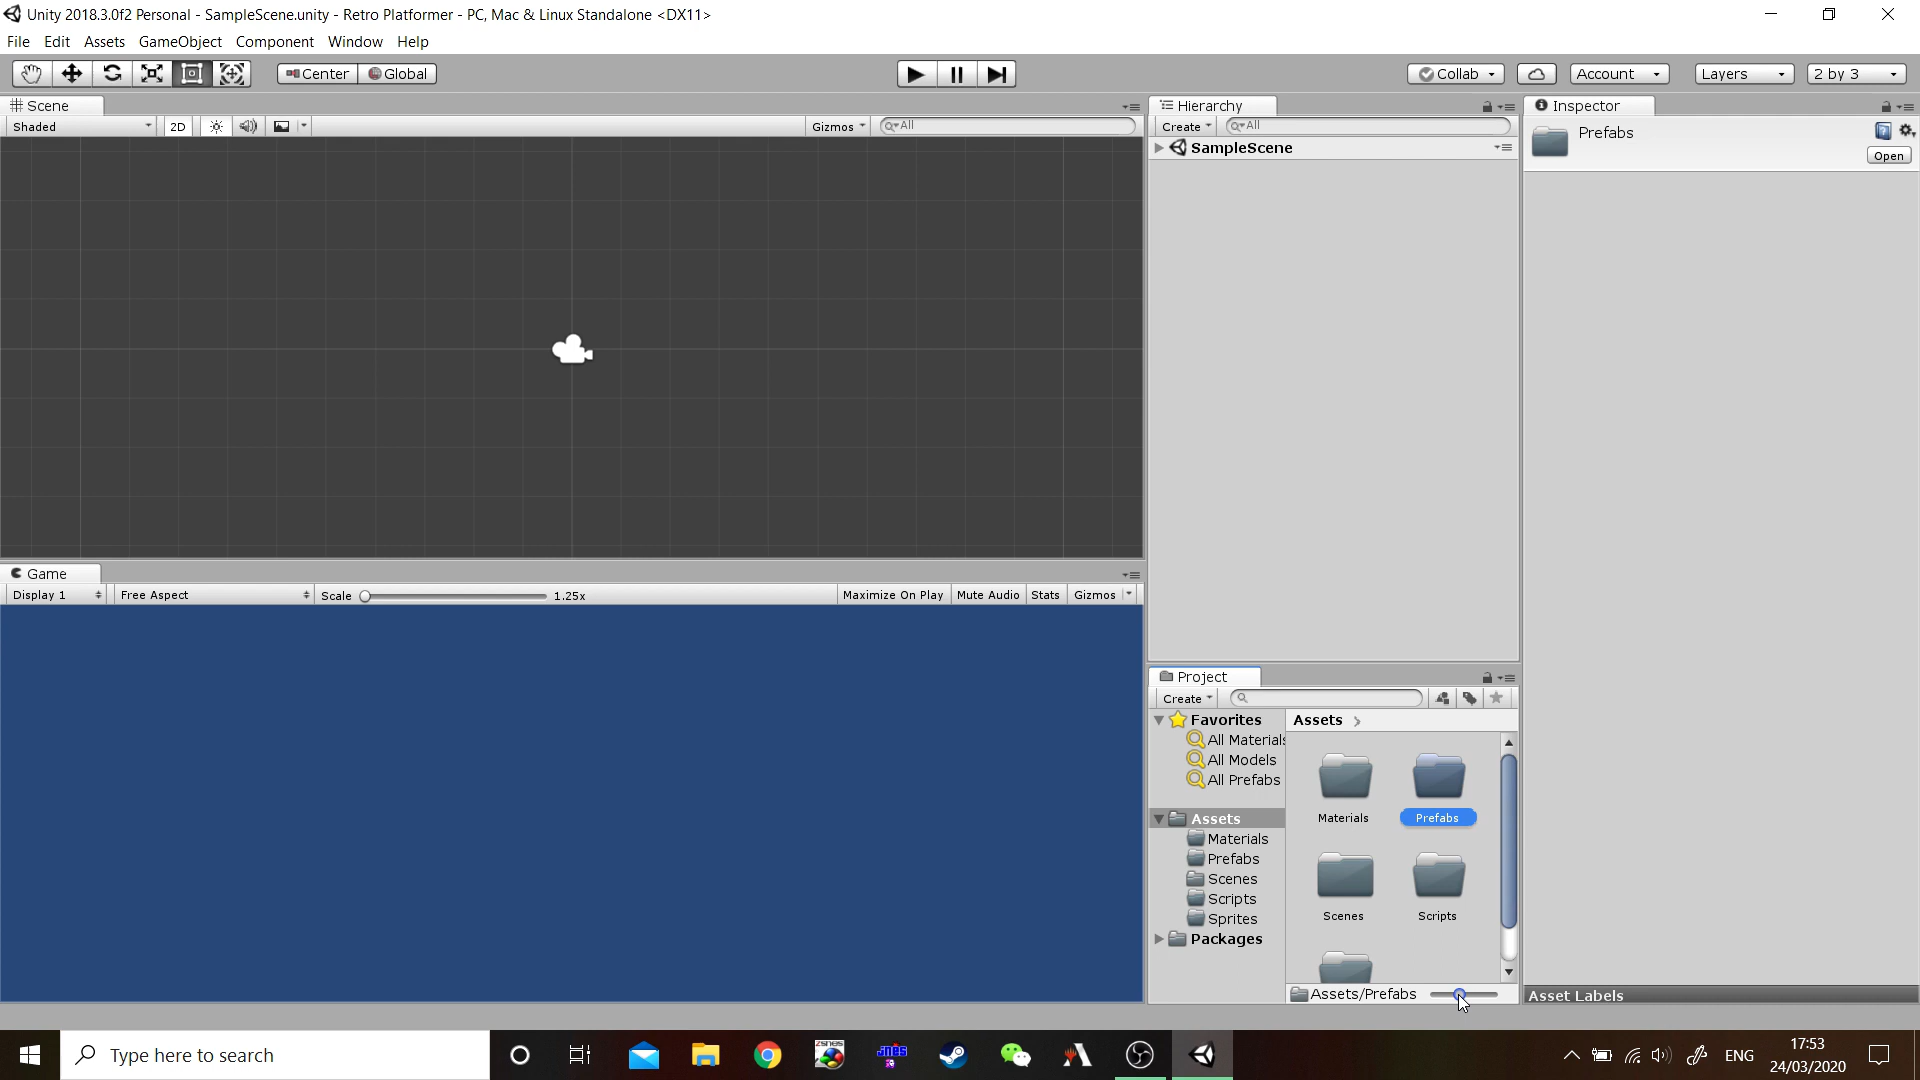 Unity 2018.3.0f2 Personal - SampleScene.unity - Retro Platformer - PC, Mac & Linux Standalone <DX11>
File Edit Assets GameObject Component Window Help
Center Global Collab Account Layers 2 by 3
Scene
Shaded 2D Gizmos All
Hierarchy
Create All
SampleScene
Inspector
Prefabs
Open
Game
Display 1 Free Aspect Scale 1.25x Maximize On Play Mute Audio Stats Gizmos
Project
Create
Favorites
All Materials
All Models
All Prefabs
Assets
Materials
Prefabs
Scenes
Scripts
Sprites
Packages
Assets
Materials Prefabs
Scenes Scripts
Assets/Prefabs
Asset Labels
Type here to search
ZSNES
jnes
ENG
17:53
24/03/2020